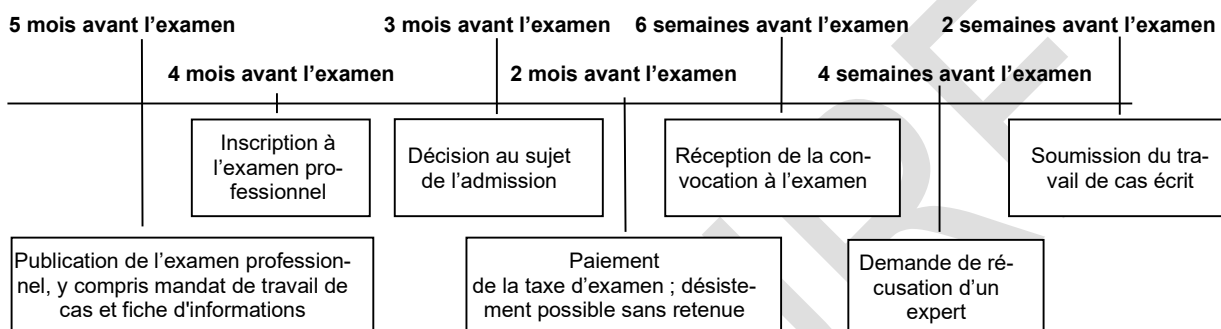 5 mois avant l'examen
3 mois avant l'examen
6 semaines avant l'examen
2 semaines avant l'examen
4 mois avant l'examen
2 mois avant l'examen
4 semaines avant l'examen
Inscription à
l'examen pro-
fessionnel
Décision au sujet
de l'admission
Réception de la con-
vocation à l'examen
Soumission du tra-
vail de cas écrit
Publication de l'examen profession-
nel, y compris mandat de travail de
cas et fiche d'informations
Paiement
de la taxe d'examen ; désiste-
ment possible sans retenue
Demande de ré-
cusation d'un
expert